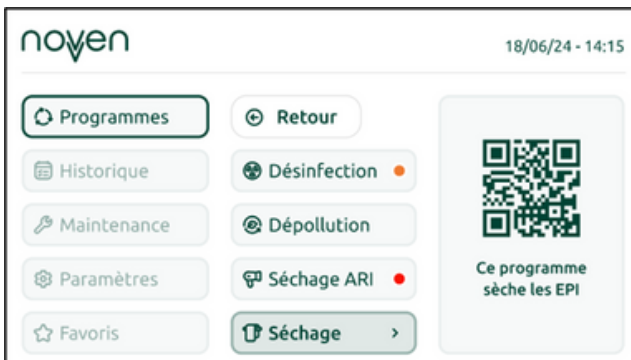 noven
18/06/24 - 14:15
Programmes
Historique
Maintenance
Paramètres
Favoris
Retour
Désinfection
Dépollution
Séchage ARI
Séchage
Ce programme
sèche les EPI